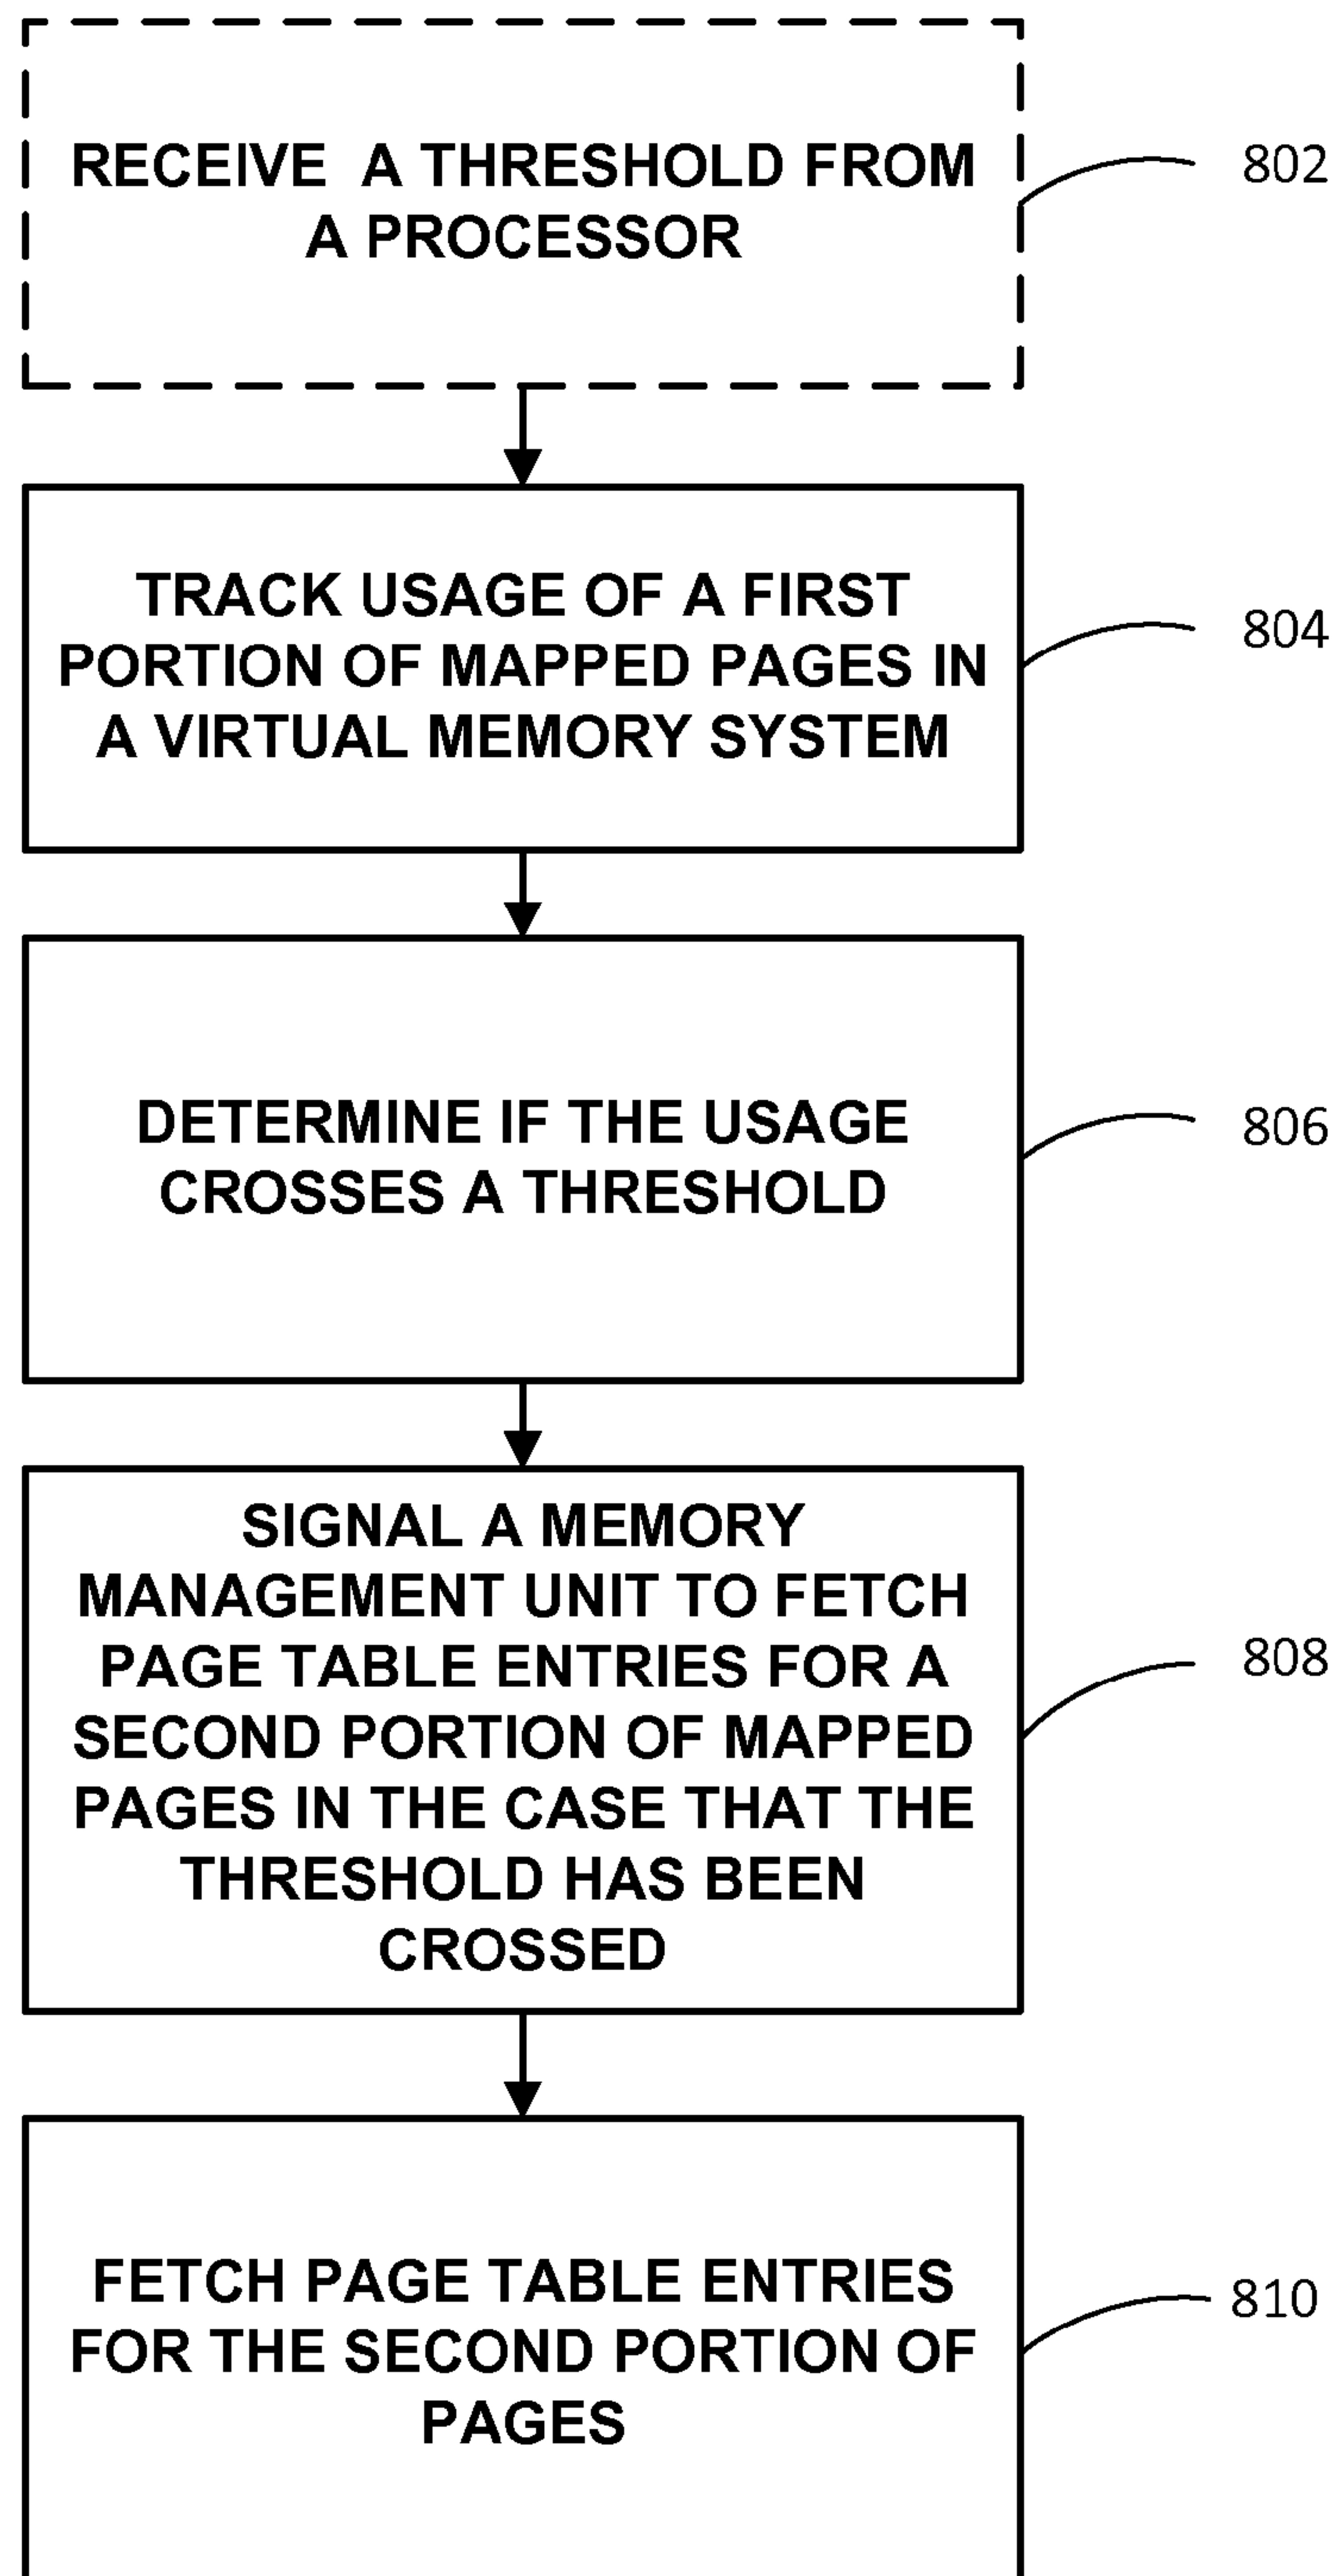 RECEIVE A THRESHOLD FROM
A PROCESSOR
802
TRACK USAGE OF A FIRST
PORTION OF MAPPED PAGES IN
A VIRTUAL MEMORY SYSTEM
804
DETERMINE IF THE USAGE
CROSSES A THRESHOLD
806
SIGNAL A MEMORY
MANAGEMENT UNIT TO FETCH
PAGE TABLE ENTRIES FOR A
SECOND PORTION OF MAPPED
PAGES IN THE CASE THAT THE
THRESHOLD HAS BEEN
CROSSED
808
FETCH PAGE TABLE ENTRIES
FOR THE SECOND PORTION OF
PAGES
810